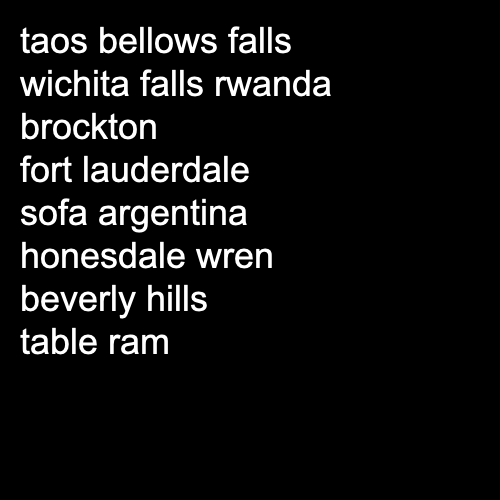 taos bellows falls
wichita falls rwanda
brockton
fort lauderdale
sofa argentina
honesdale wren
beverly hills
table ram